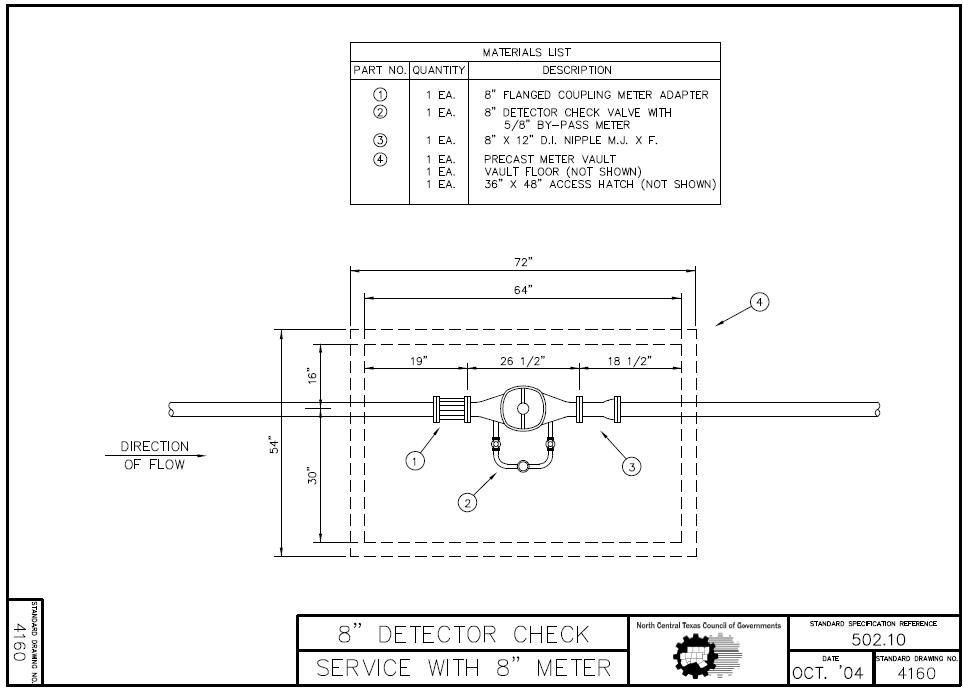 MATERIALS LIST
PART NO. QUANTITY DESCRIPTION
1 1 EA. 8" FLANGED COUPLING METER ADAPTER
2 1 EA. 8" DETECTOR CHECK VALVE WITH
5/8" BY-PASS METER
3 1 EA. 8" X 12" D.I. NIPPLE M.J. X F.
4 1 EA. PRECAST METER VAULT
1 EA. VAULT FLOOR (NOT SHOWN)
1 EA. 36" X 48" ACCESS HATCH (NOT SHOWN)
72"
64"
4
19" 26 1/2" 18 1/2"
16"
54"
30"
DIRECTION
OF FLOW
1
2
3
STANDARD DRAWING NO.
4160
8" DETECTOR CHECK
SERVICE WITH 8" METER
North Central Texas Council of Governments
STANDARD SPECIFICATION REFERENCE
502.10
DATE
OCT. '04
STANDARD DRAWING NO.
4160